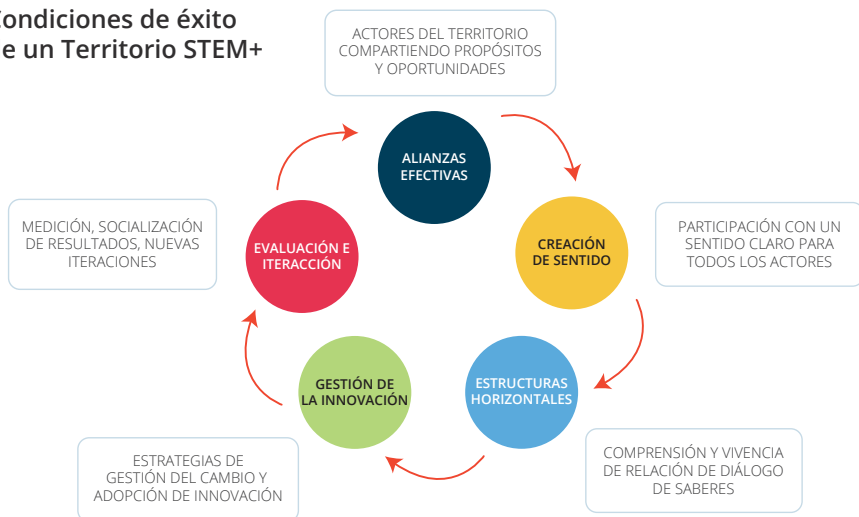 Condiciones de éxito
de un Territorio STEM+
ACTORES DEL TERRITORIO
COMPARTIENDO PROPÓSITOS
Y OPORTUNIDADES
ALIANZAS
EFECTIVAS
CREACIÓN
DE SENTIDO
PARTICIPACIÓN CON UN
SENTIDO CLARO PARA
TODOS LOS ACTORES
ESTRUCTURAS
HORIZONTALES
COMPRENSIÓN Y VIVENCIA
DE RELACIÓN DE DIÁLOGO
DE SABERES
GESTIÓN DE
LA INNOVACIÓN
ESTRATEGIAS DE
GESTIÓN DEL CAMBIO Y
ADOPCIÓN DE INNOVACIÓN
EVALUACIÓN E
ITERACCIÓN
MEDICIÓN, SOCIALIZACIÓN
DE RESULTADOS, NUEVAS
ITERACIONES